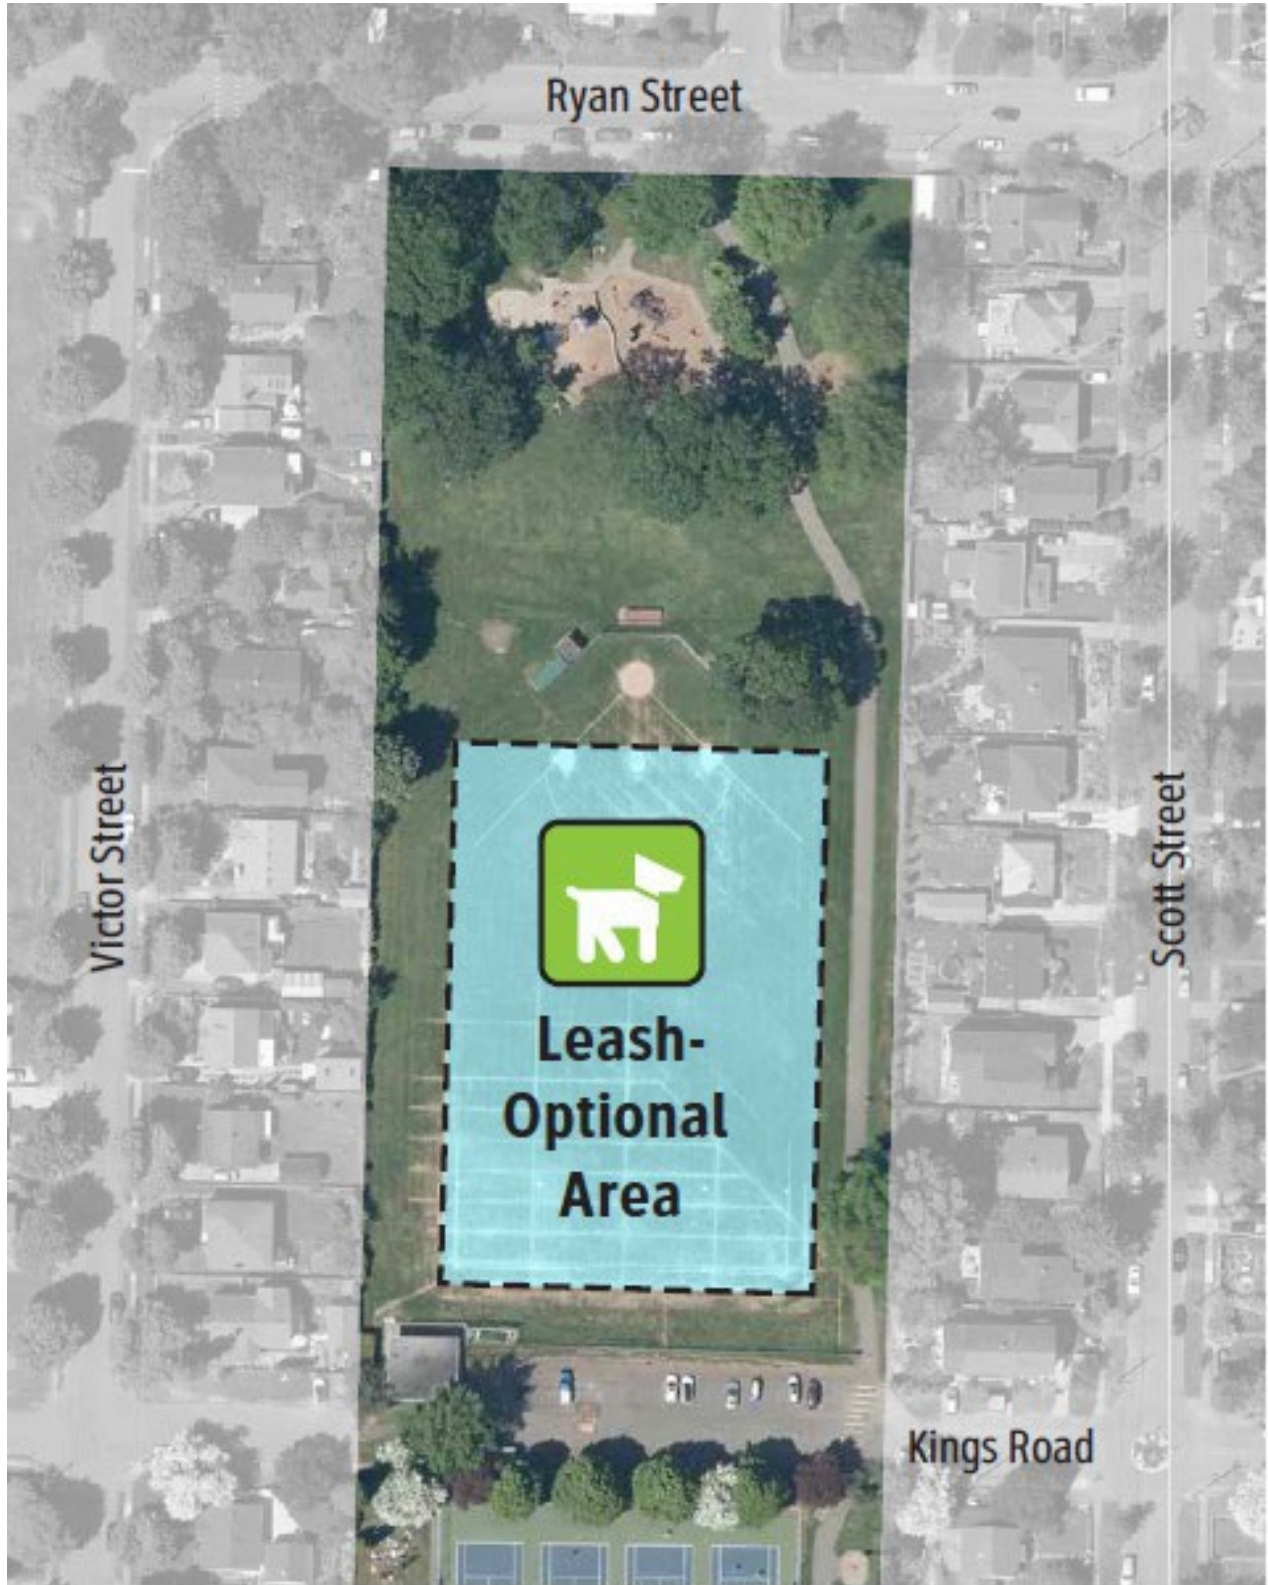 Ryan Street
Victor Street
Scott Street
Leash-
Optional
Area
Kings Road